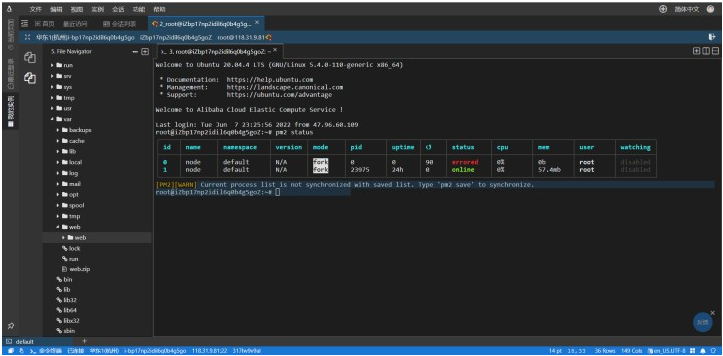 文件 编辑 视图 实例 会话 功能 帮助
简体中文
首页 最近访问 会话列表
2_root@iZbp17np2idil6q0b4g5g...
华东1(杭州)i-bp17np2idil6q0b4g5go iZbp17np2idil6q0b4g5goZ root@118.31.9.81
5. File Navigator
run
srv
sys
tmp
usr
var
backups
cache
lib
local
log
mail
opt
spool
tmp
web
web
lock
run
web.zip
bin
lib
lib32
lib64
libx32
sbin
3. root@iZbp17np2idil6q0b4g5goZ: ~
Welcome to Ubuntu 20.04.4 LTS (GNU/Linux 5.4.0-110-generic x86_64)
* Documentation: https://help.ubuntu.com
* Management: https://landscape.canonical.com
* Support: https://ubuntu.com/advantage
Welcome to Alibaba Cloud Elastic Compute Service !
Last login: Tue Jun 7 23:25:56 2022 from 47.96.60.109
root@iZbp17np2idil6q0b4g5goZ:~# pm2 status
id name namespace version mode pid uptime ↺ status cpu mem user watching
0 node default N/A fork 0 0 90 errored 0% 0b root disabled
1 node default N/A fork 23975 24h 0 online 0% 57.4mb root disabled
[PM2][WARN] Current process list is not synchronized with saved list. Type 'pm2 save' to synchronize.
root@iZbp17np2idil6q0b4g5goZ:~#
反馈
default
命令终端 已连接 华东1(杭州) i-bp17np2idil6q0b4g5go 118.31.9.81:22
14 pt 18,33 36 Rows 149 Cols en_US.UTF-8